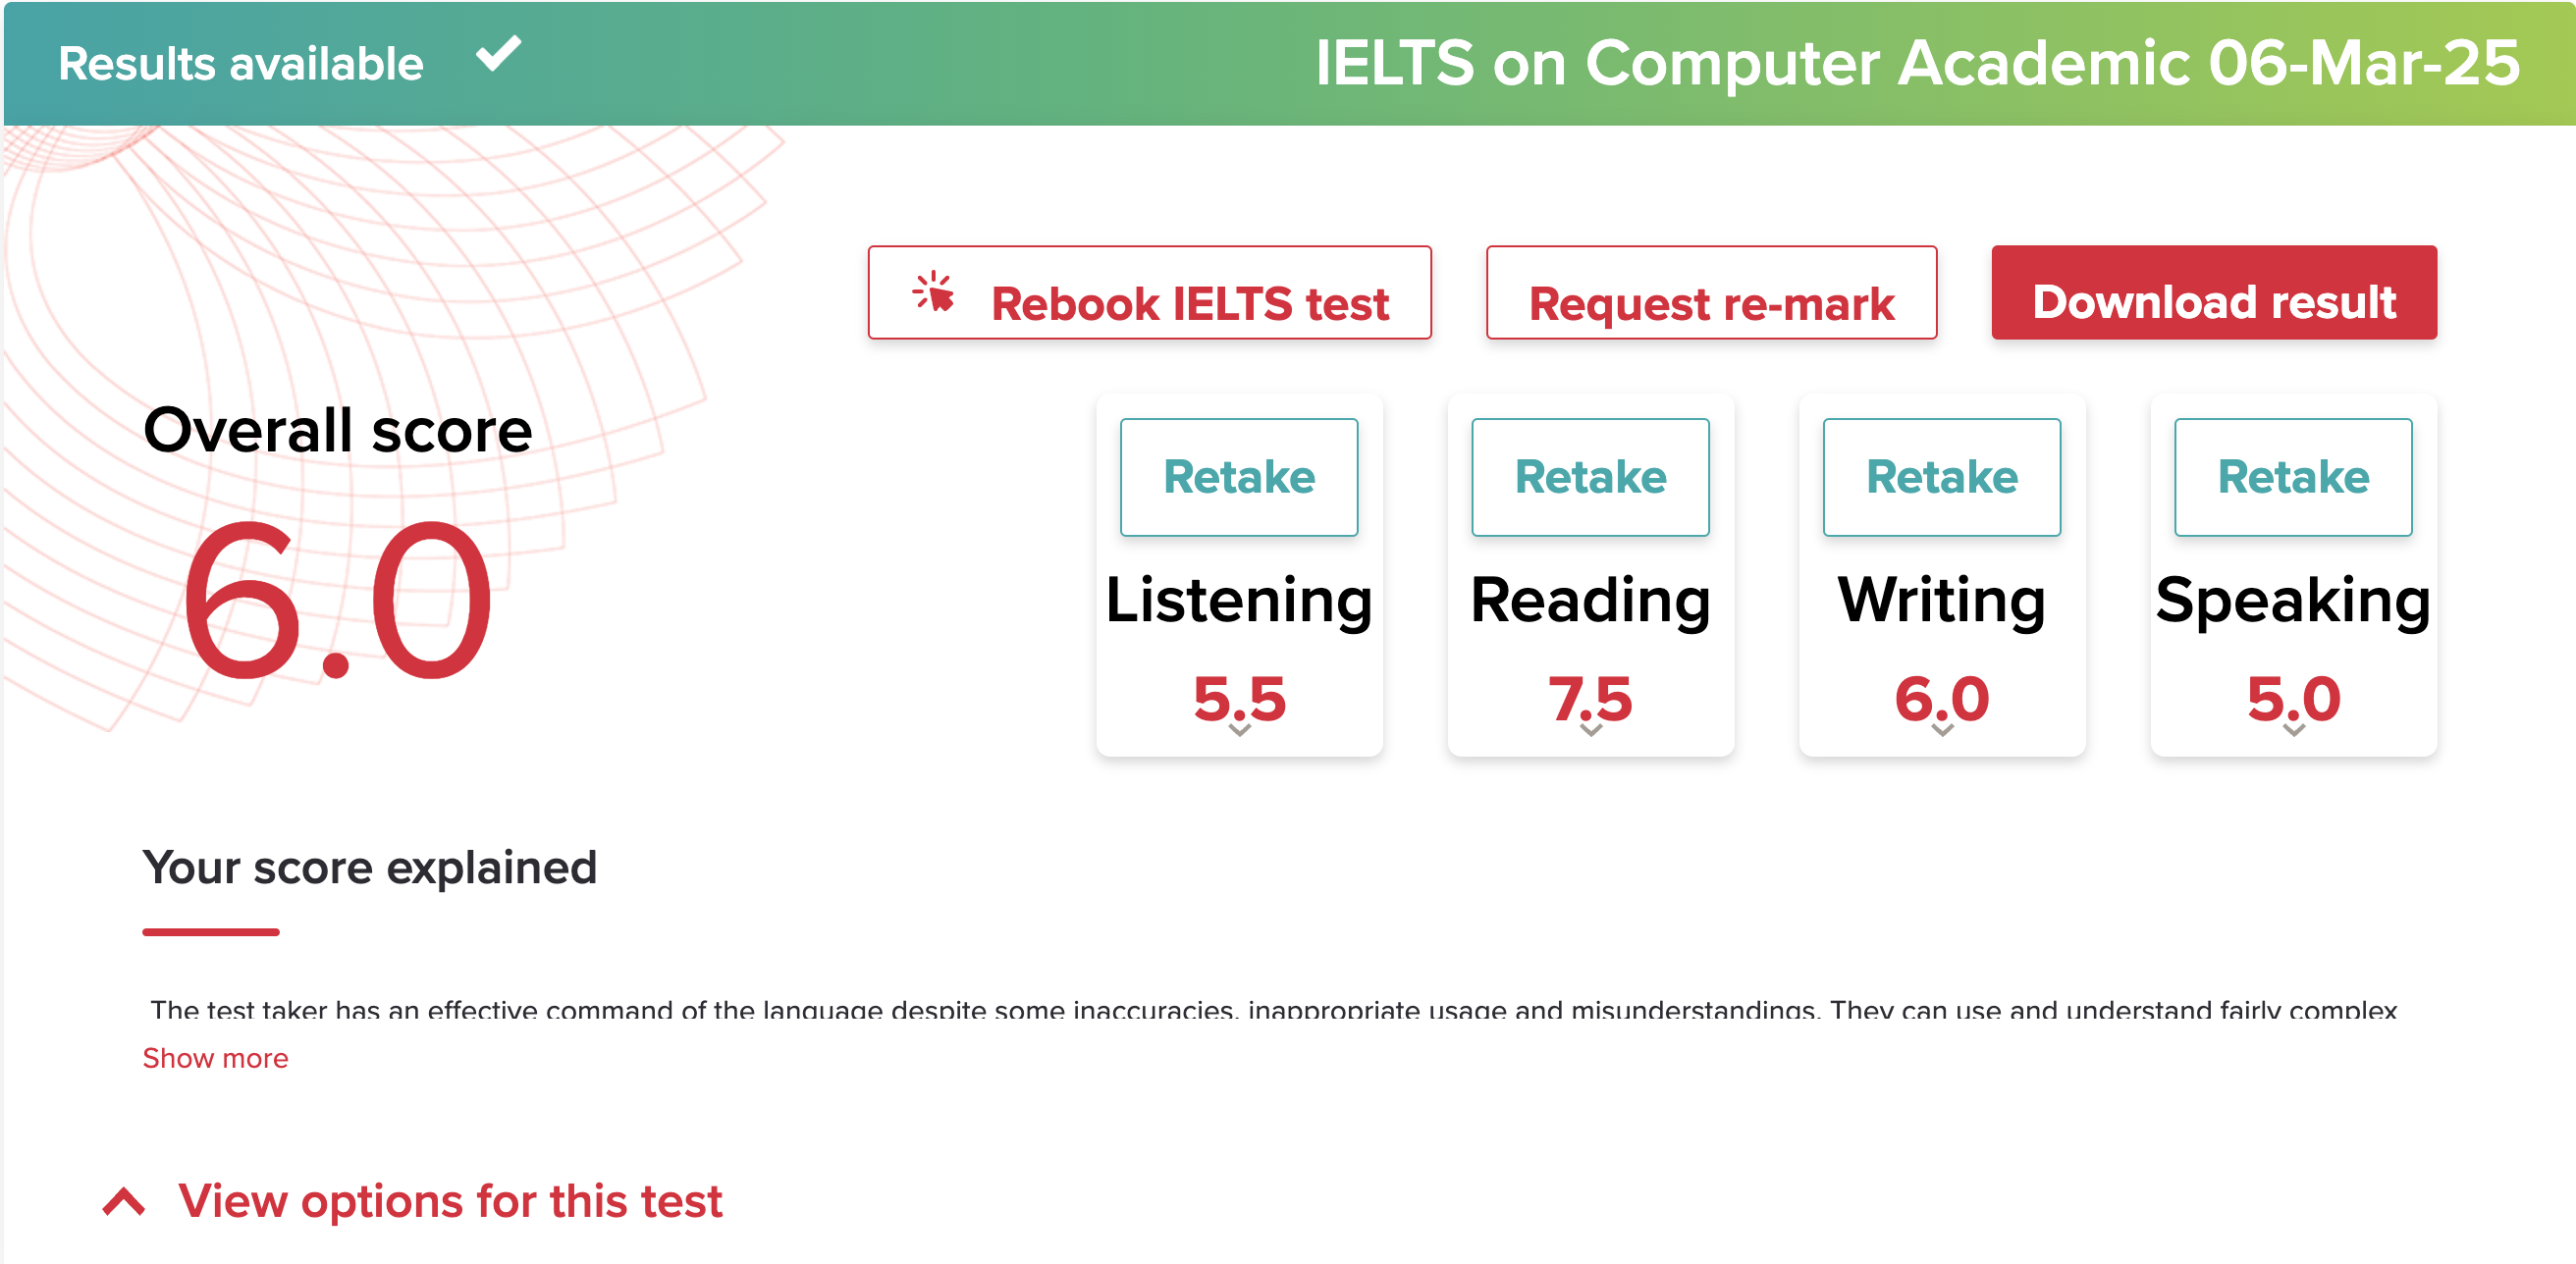 Results available
IELTS on Computer Academic 06-Mar-25
Rebook IELTS test
Request re-mark
Download result
Overall score
6.0
Retake
Listening
5.5
Retake
Reading
7.5
Retake
Writing
6.0
Retake
Speaking
5.0
Your score explained
The test taker has an effective command of the language despite some inaccuracies, inappropriate usage and misunderstandings. They can use and understand fairly complex
Show more
View options for this test